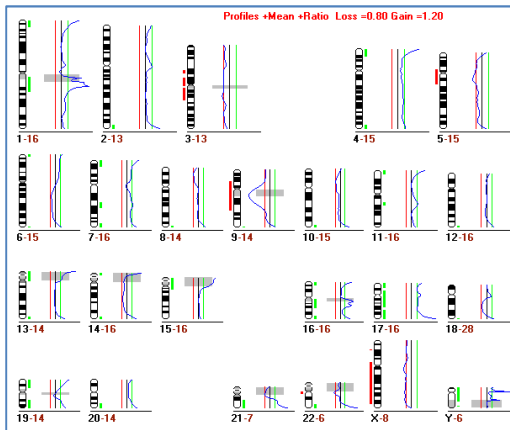 Profiles +Mean +Ratio Loss =0.80 Gain =1.20
1-16 2-13 3-13 4-15 5-15
6-15 7-16 8-14 9-14 10-15 11-16 12-16
13-14 14-16 15-16 16-16 17-16 18-28
19-14 20-14 21-7 22-6 X-8 Y-6